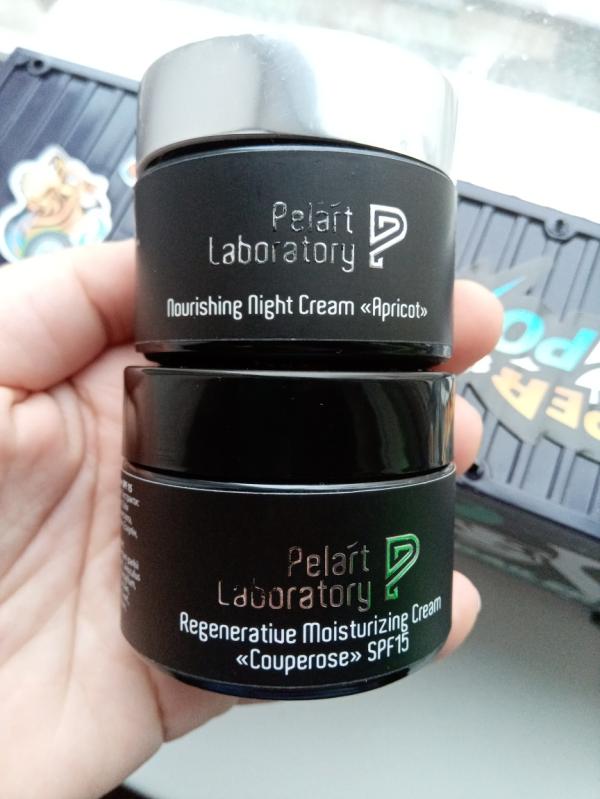 Pelart
Laboratory
Nourishing Night Cream «Apricot»
Pelart
Laboratory
Regenerative Moisturizing Cream
«Couperose» SPF15